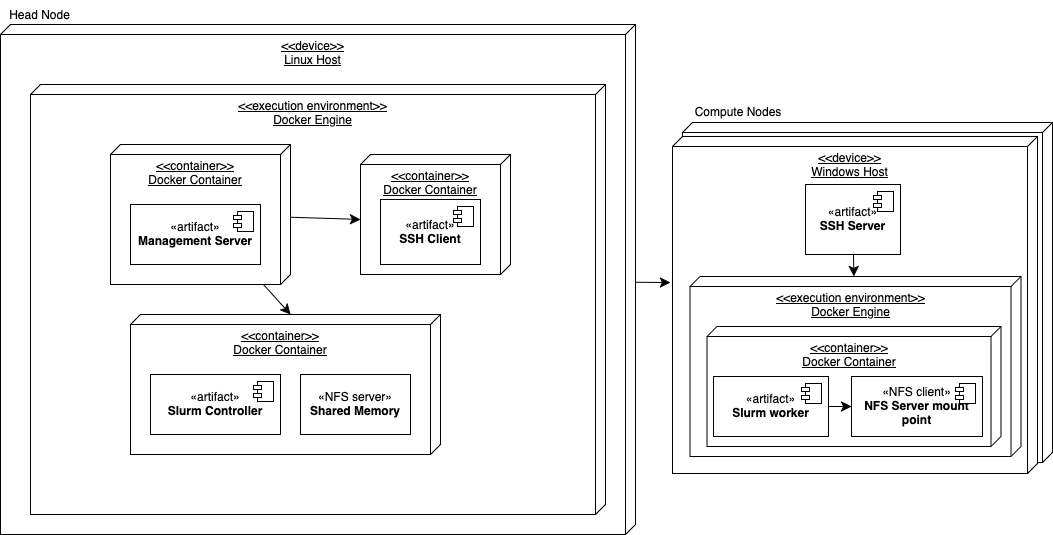 Head Node
<<device>>
Linux Host
<<execution environment>>
Docker Engine
<<container>>
Docker Container
«artifact»
Management Server
<<container>>
Docker Container
«artifact»
SSH Client
<<container>>
Docker Container
«artifact»
Slurm Controller
«NFS server»
Shared Memory
Compute Nodes
<<device>>
Windows Host
«artifact»
SSH Server
<<execution environment>>
Docker Engine
<<container>>
Docker Container
«artifact»
Slurm worker
«NFS client»
NFS Server mount
point